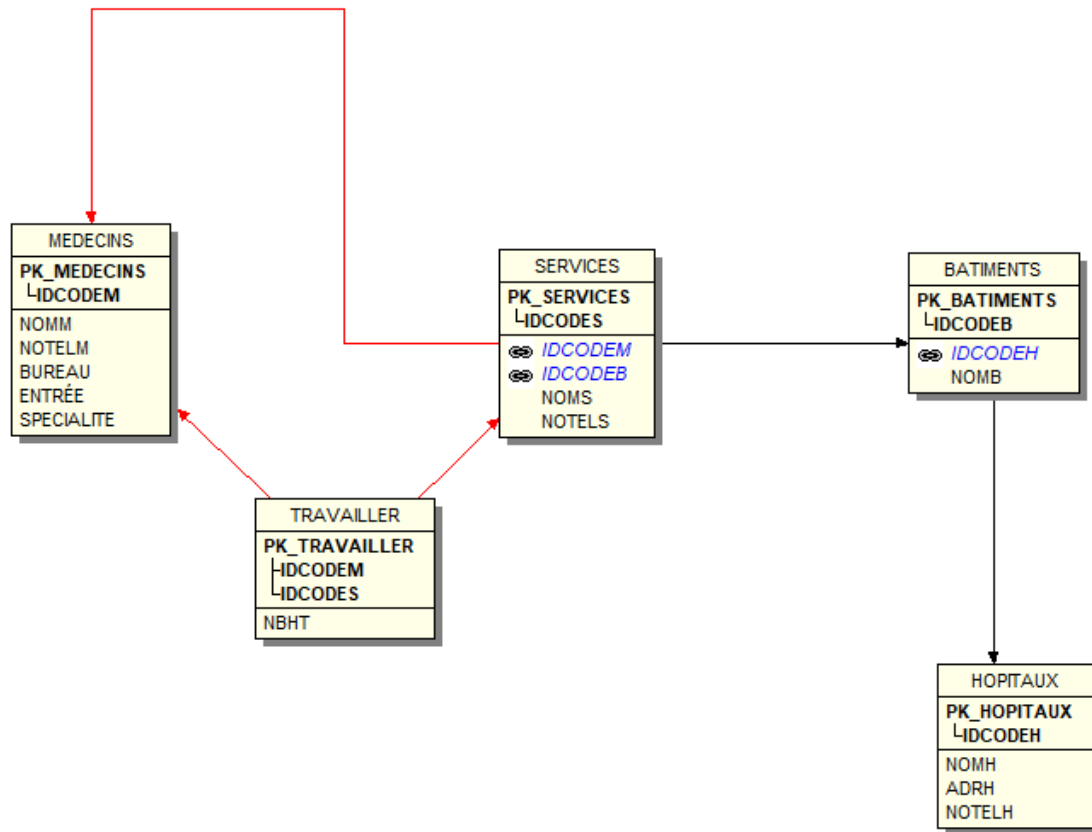 MEDECINS
PK_MEDECINS
IDCODEM
NOMM
NOTELM
BUREAU
ENTRÉE
SPECIALITE
SERVICES
PK_SERVICES
IDCODES
IDCODEM
IDCODEB
NOMS
NOTELS
BATIMENTS
PK_BATIMENTS
IDCODEB
IDCODEH
NOMB
TRAVAILLER
PK_TRAVAILLER
IDCODEM
IDCODES
NBHT
HOPITAUX
PK_HOPITAUX
IDCODEH
NOMH
ADRH
NOTELH